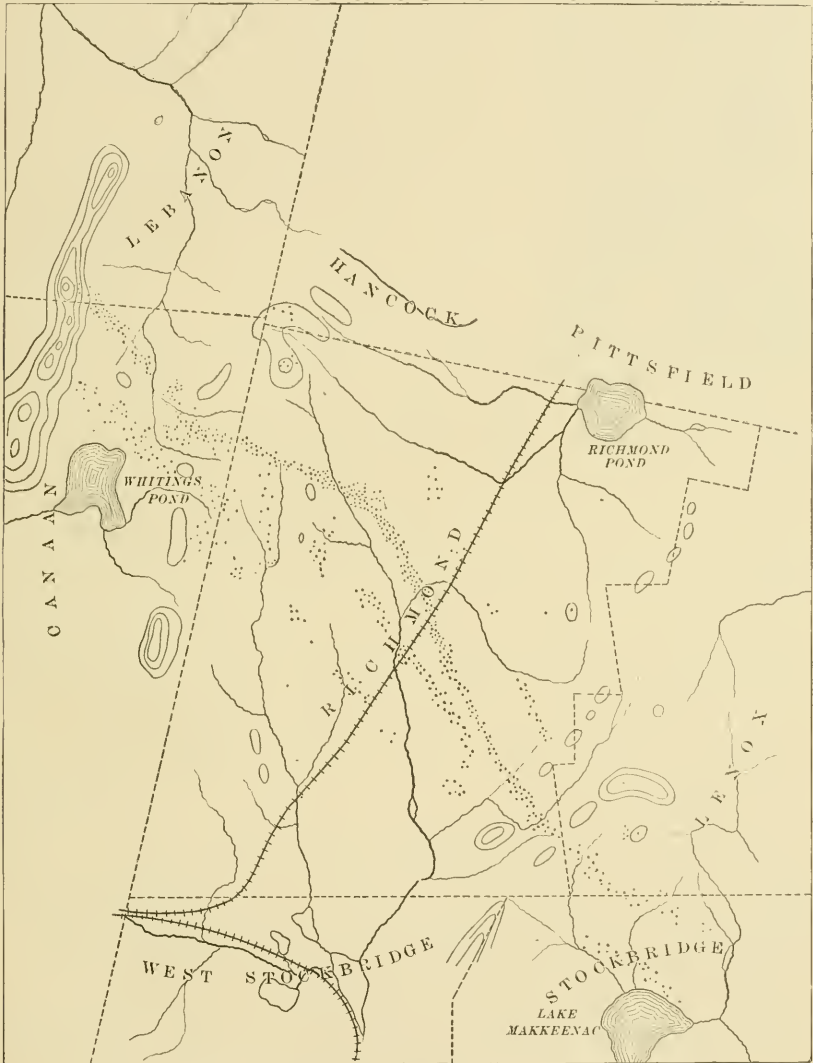 LEBANON
HANCOCK
PITTSFIELD
RICHMOND
POND
WHITINGS
POND
CANAAN
RICHMOND
LENOX
WEST STOCKBRIDGE
STOCKBRIDGE
LAKE
MAKKEENAC